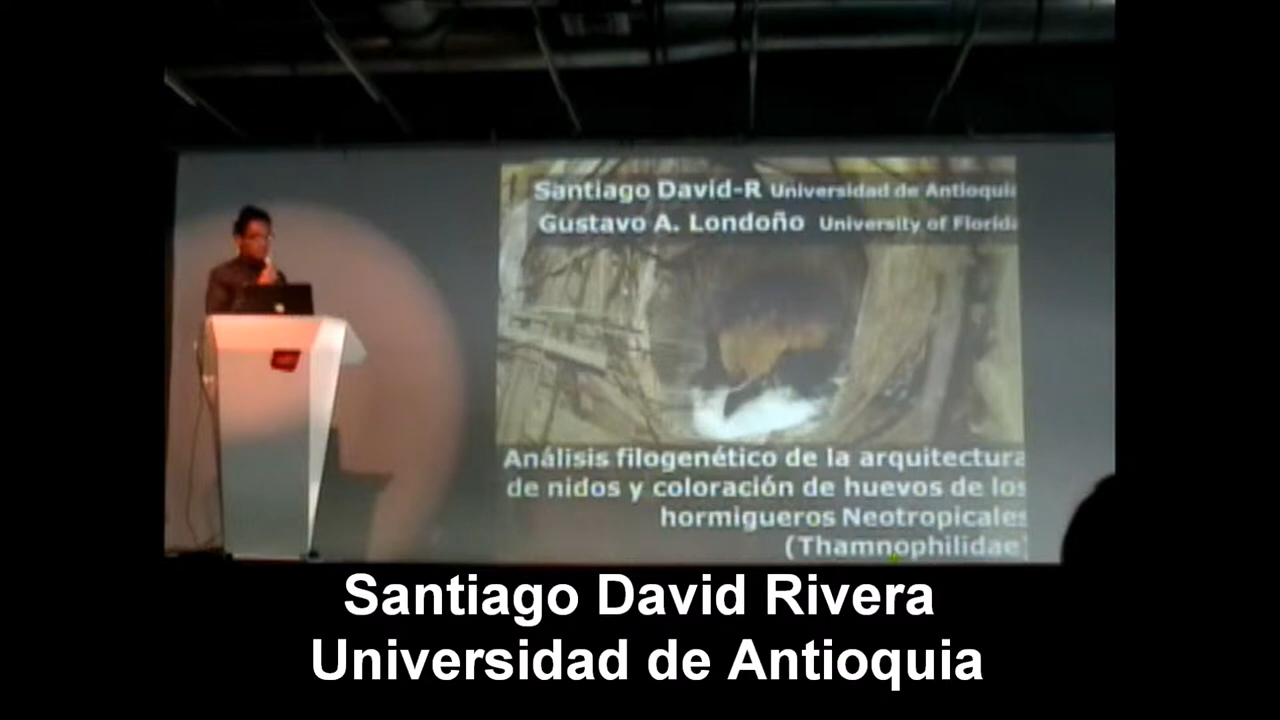 Santiago David-R Universidad de Antioquia
Gustavo A. Londoño University of Florida
Análisis filogenético de la arquitectura
de nidos y coloración de huevos de los
hormigueros Neotropicales
(Thamnophilidae)
Santiago David Rivera
Universidad de Antioquia